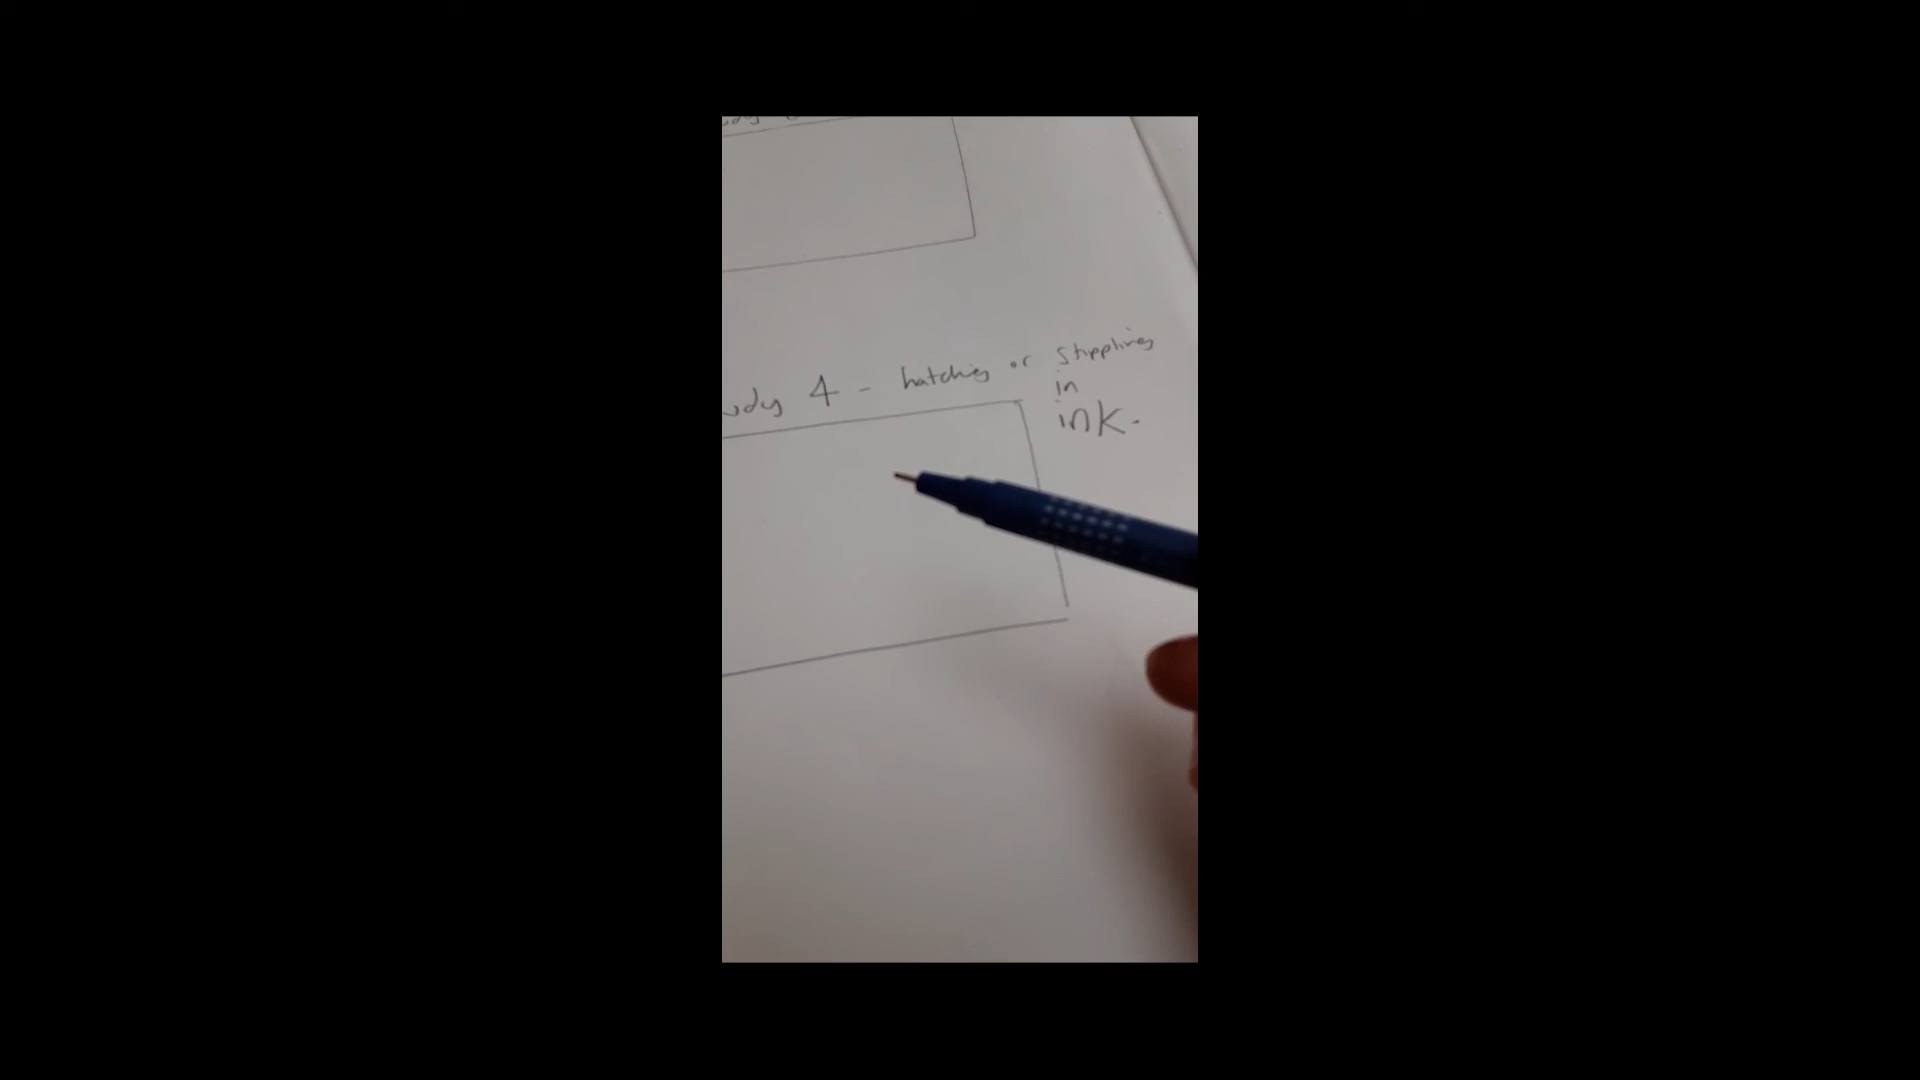 udy 4 - hatching or stippling
in
ink.